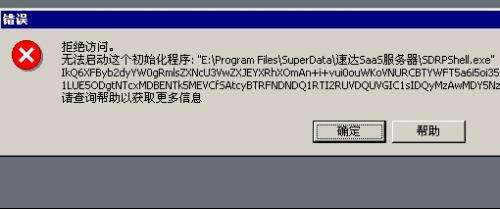 错误
拒绝访问。
无法启动这个初始化程序: "E:\Program Files\SuperData\速达SaaS服务器\SDRPShell.exe"
IkQ6XFByb2dyYW0gRmlsZXNcU3VwZXJEYXRhXOmAn+i+vui0ouWKoVNURCBTYWFT5a6i5oi35
1LUE5ODgtNTcxMDBENTk5MEVCfSAtcyBTRFNDNDQ1RTI2RUVDQUVGIC1sIDQyMzAwMDY5Nz
请查询帮助以获取更多信息
确定
帮助